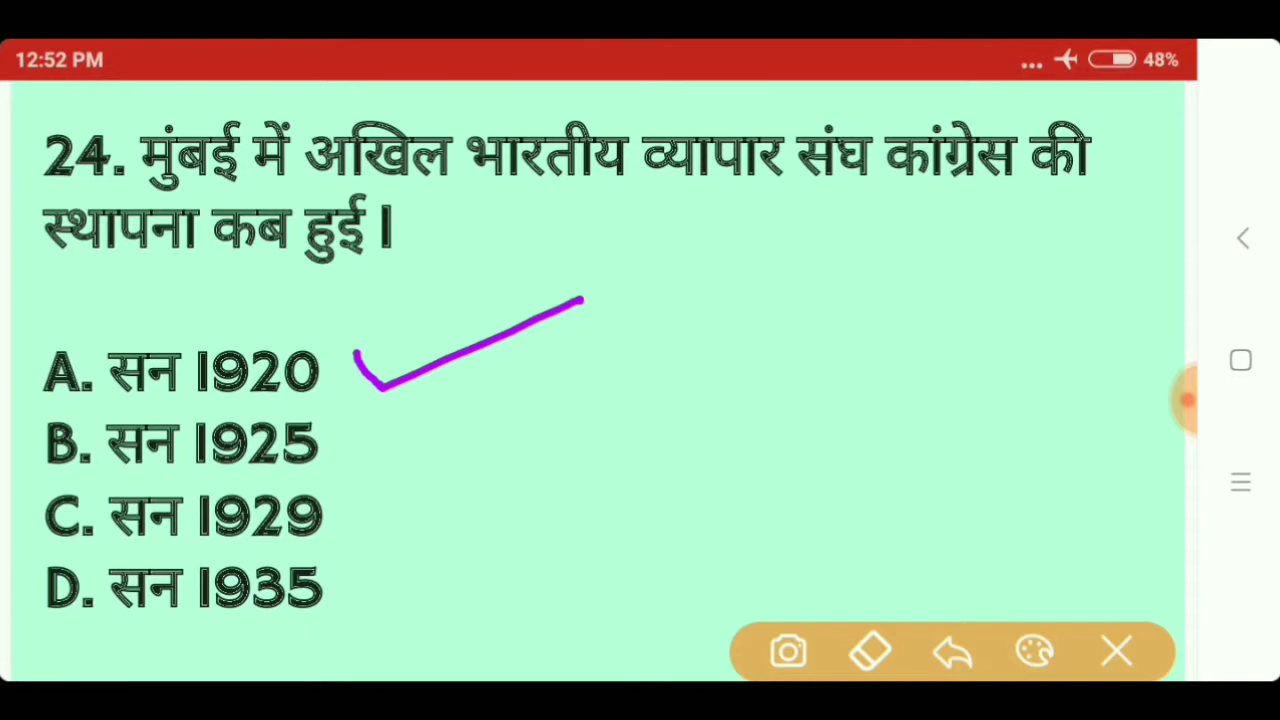 12:52 PM
48%
24. मुंबई में अखिल भारतीय व्यापार संघ कांग्रेस की
स्थापना कब हुई l
A. सन 1920
B. सन 1925
C. सन 1929
D. सन 1935